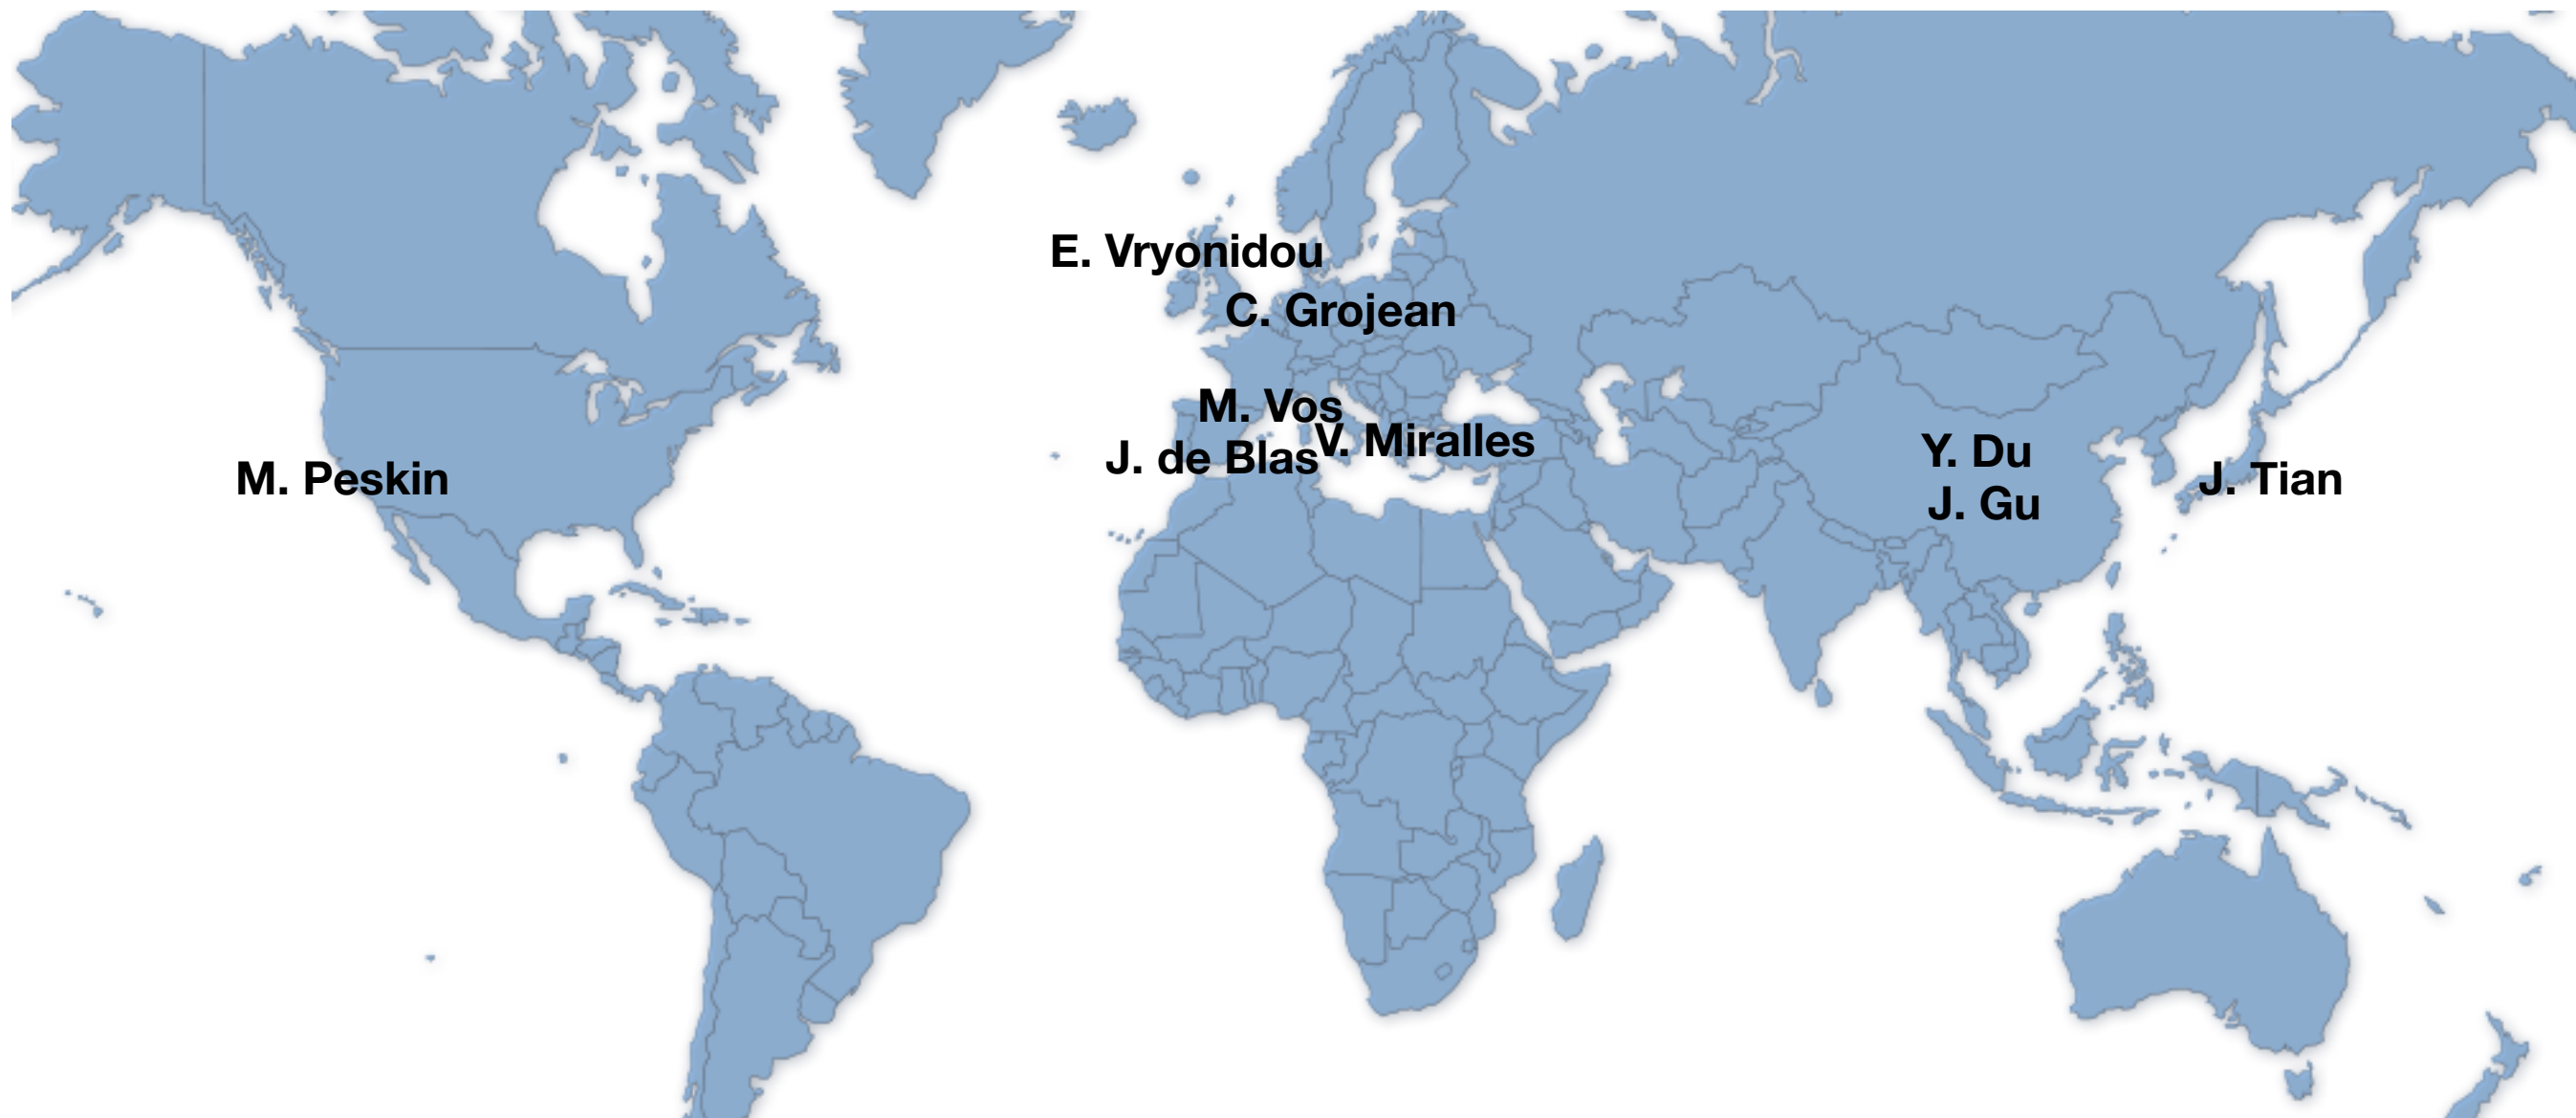 E. Vryonidou
C. Grojean
M. Vos
V. Miralles
J. de Blas
M. Peskin
Y. Du
J. Gu
J. Tian